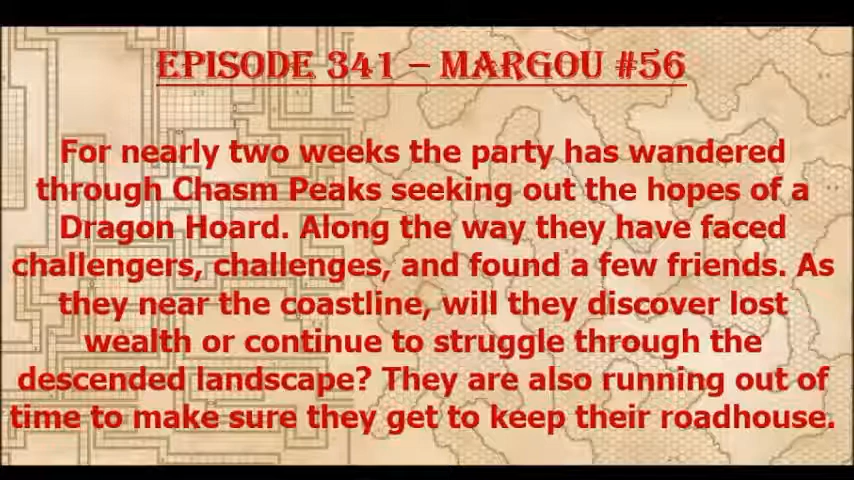 EPISODE 341 – MARGOU #56
For nearly two weeks the party has wandered
through Chasm Peaks seeking out the hopes of a
Dragon Hoard. Along the way they have faced
challengers, challenges, and found a few friends. As
they near the coastline, will they discover lost
wealth or continue to struggle through the
descended landscape? They are also running out of
time to make sure they get to keep their roadhouse.